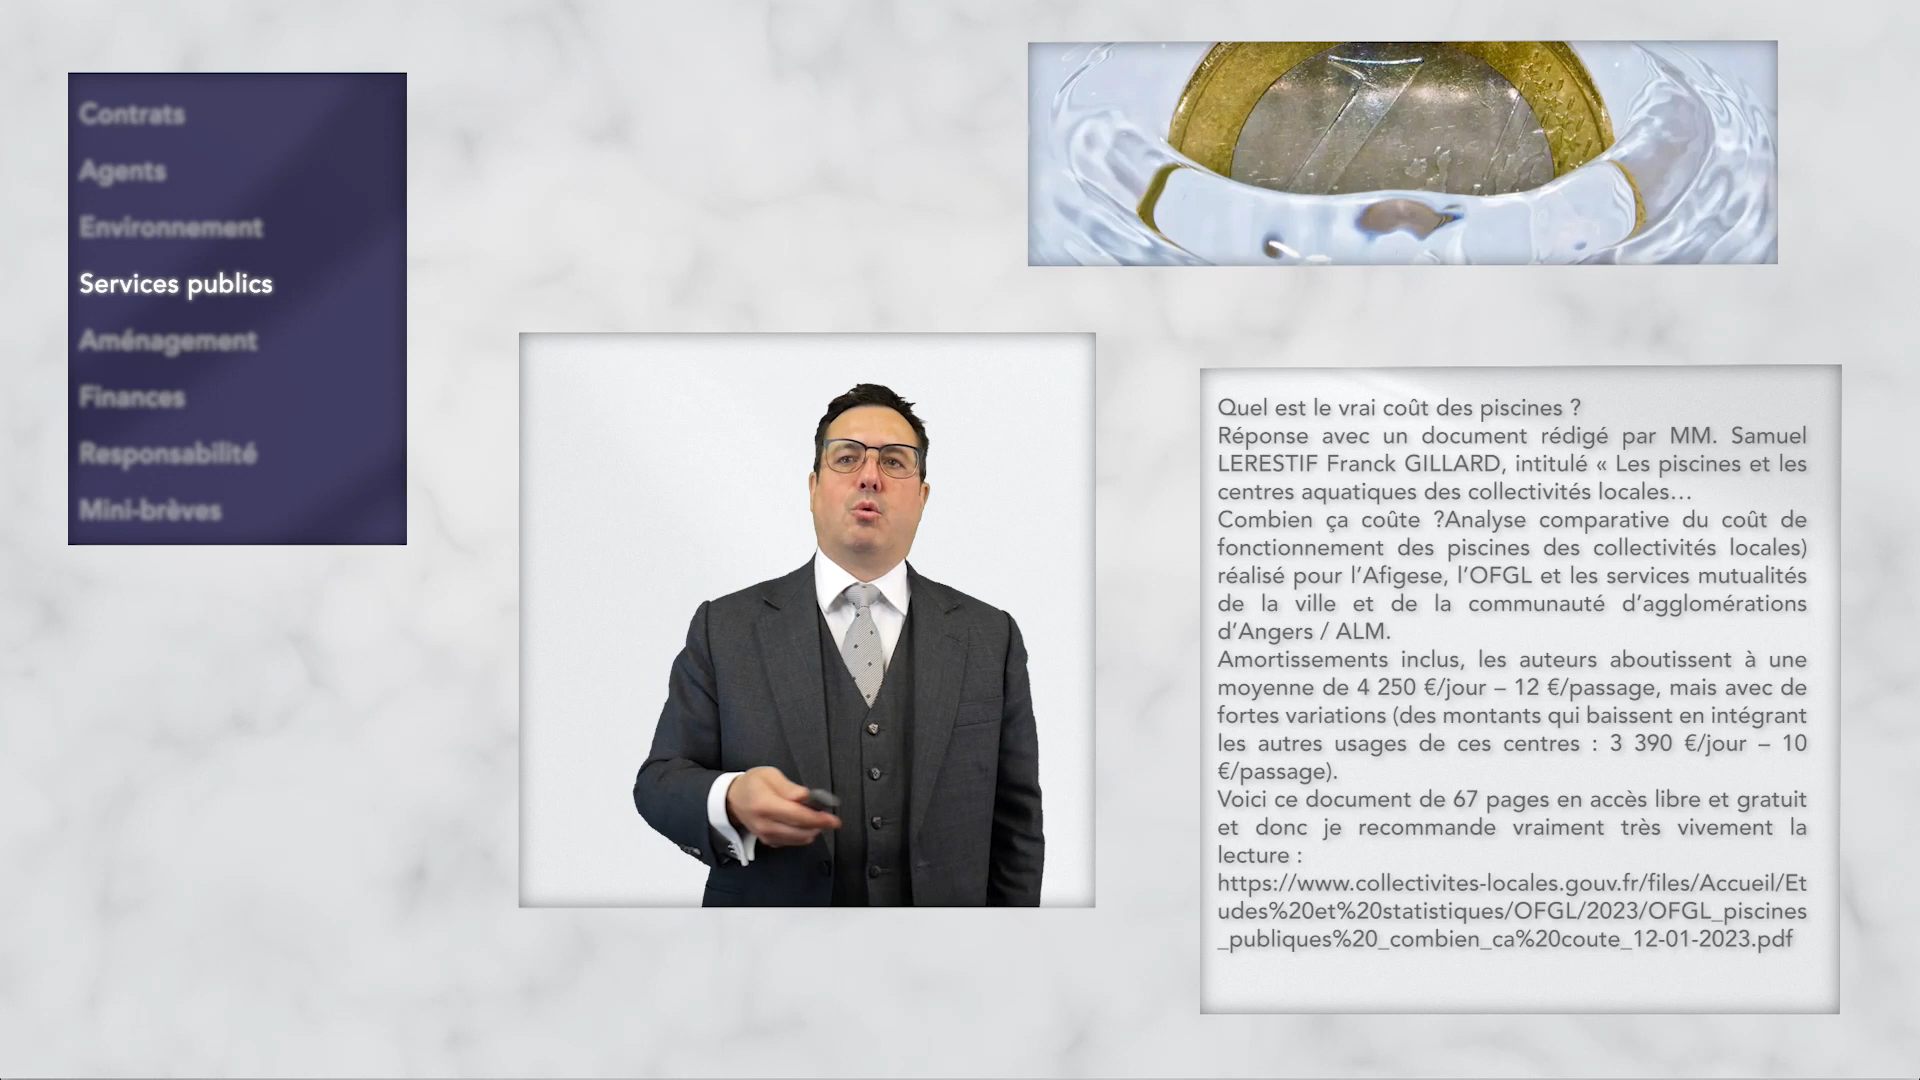 Contrats
Agents
Environnement
Services publics
Aménagement
Finances
Responsabilité
Mini-brèves
Quel est le vrai coût des piscines ?
Réponse avec un document rédigé par MM. Samuel
LERESTIF Franck GILLARD, intitulé « Les piscines et les
centres aquatiques des collectivités locales…
Combien ça coûte ?Analyse comparative du coût de
fonctionnement des piscines des collectivités locales)
réalisé pour l’Afigese, l’OFGL et les services mutualités
de la ville et de la communauté d’agglomérations
d’Angers / ALM.
Amortissements inclus, les auteurs aboutissent à une
moyenne de 4 250 €/jour – 12 €/passage, mais avec de
fortes variations (des montants qui baissent en intégrant
les autres usages de ces centres : 3 390 €/jour – 10
€/passage).
Voici ce document de 67 pages en accès libre et gratuit
et donc je recommande vraiment très vivement la
lecture :
https://www.collectivites-locales.gouv.fr/files/Accueil/Et
udes%20et%20statistiques/OFGL/2023/OFGL_piscines
_publiques%20_combien_ca%20coute_12-01-2023.pdf